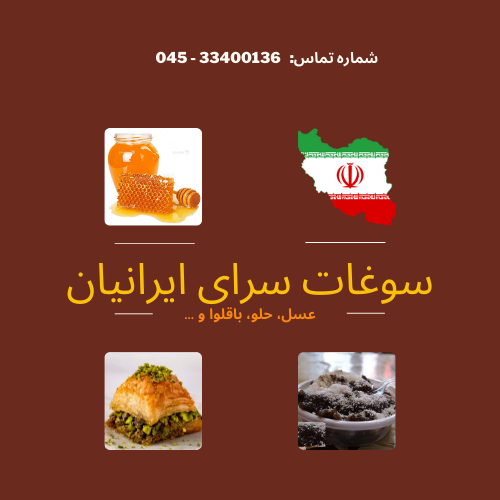 شماره تماس: 33400136 - 045
سوغات سرای ایرانیان
عسل، حلو، باقلوا و ...